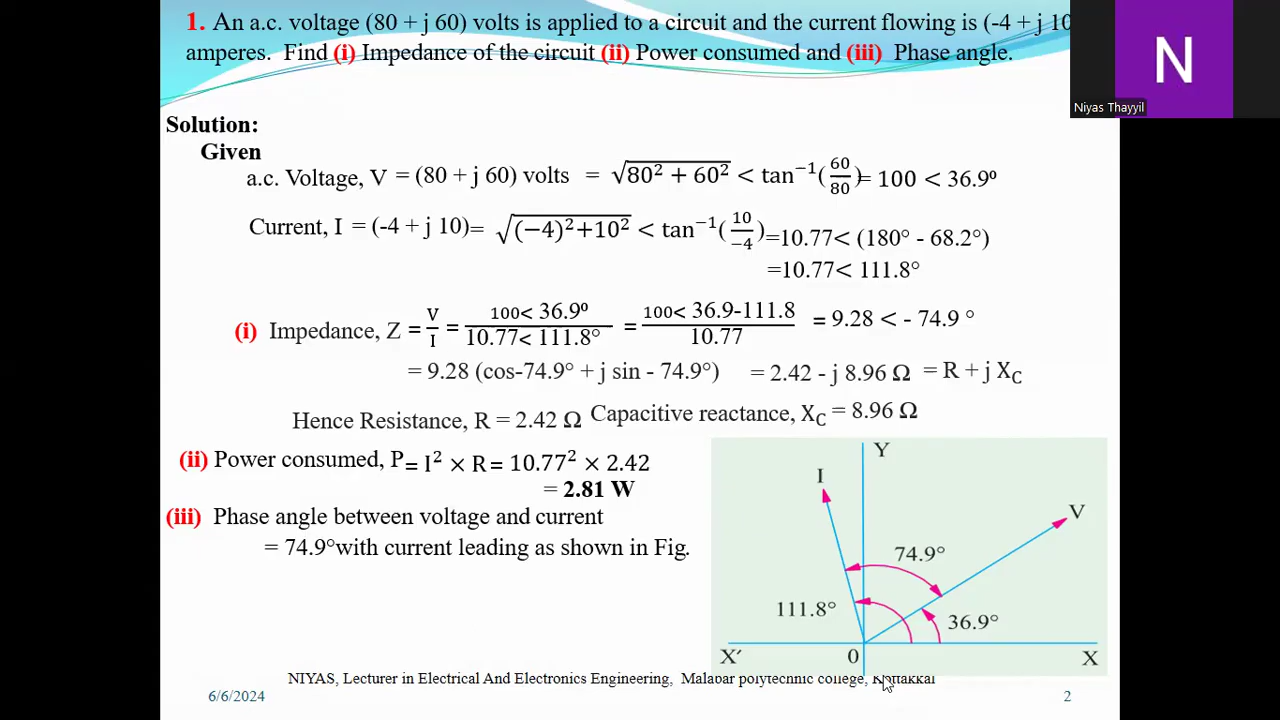 1. An a.c. voltage (80 + j 60) volts is applied to a circuit and the current flowing is (-4 + j 10
amperes. Find (i) Impedance of the circuit (ii) Power consumed and (iii) Phase angle.
N
Niyas Thayyil
Solution:
Given
a.c. Voltage, V = (80 + j 60) volts = √80² + 60² < tan⁻¹(60/80) = 100 < 36.9⁰
Current, I = (-4 + j 10)= √(−4)²+10² < tan⁻¹(10/−4)=10.77< (180° - 68.2°)
=10.77< 111.8°
(i) Impedance, Z = V/I = 100< 36.9⁰/10.77< 111.8° = 100< 36.9-111.8/10.77 = 9.28 < - 74.9 °
= 9.28 (cos-74.9° + j sin - 74.9°) = 2.42 - j 8.96 Ω = R + j X_C
Hence Resistance, R = 2.42 Ω Capacitive reactance, X_C = 8.96 Ω
(ii) Power consumed, P = I² × R = 10.77² × 2.42
= 2.81 W
(iii) Phase angle between voltage and current
= 74.9°with current leading as shown in Fig.
Y
I
V
74.9°
111.8°
36.9°
X′ 0 X
NIYAS, Lecturer in Electrical And Electronics Engineering, Malabar polytechnic college,
6/6/2024 2